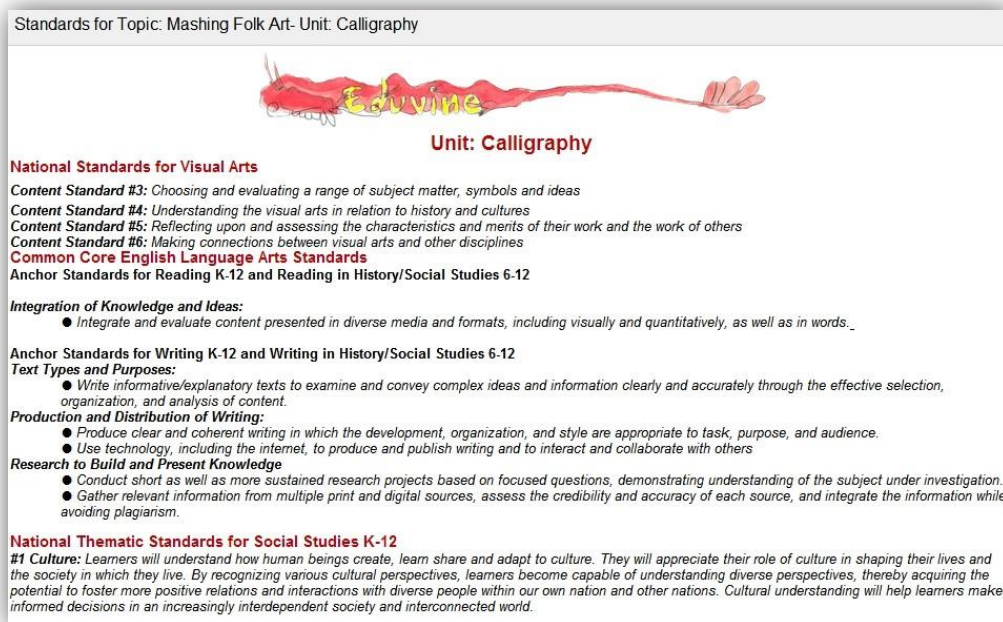 Standards for Topic: Mashing Folk Art- Unit: Calligraphy
Eduvine
Unit: Calligraphy
National Standards for Visual Arts
Content Standard #3: Choosing and evaluating a range of subject matter, symbols and ideas
Content Standard #4: Understanding the visual arts in relation to history and cultures
Content Standard #5: Reflecting upon and assessing the characteristics and merits of their work and the work of others
Content Standard #6: Making connections between visual arts and other disciplines
Common Core English Language Arts Standards
Anchor Standards for Reading K-12 and Reading in History/Social Studies 6-12
Integration of Knowledge and Ideas:
● Integrate and evaluate content presented in diverse media and formats, including visually and quantitatively, as well as in words.
Anchor Standards for Writing K-12 and Writing in History/Social Studies 6-12
Text Types and Purposes:
● Write informative/explanatory texts to examine and convey complex ideas and information clearly and accurately through the effective selection,
organization, and analysis of content.
Production and Distribution of Writing:
● Produce clear and coherent writing in which the development, organization, and style are appropriate to task, purpose, and audience.
● Use technology, including the internet, to produce and publish writing and to interact and collaborate with others
Research to Build and Present Knowledge
● Conduct short as well as more sustained research projects based on focused questions, demonstrating understanding of the subject under investigation.
● Gather relevant information from multiple print and digital sources, assess the credibility and accuracy of each source, and integrate the information while
avoiding plagiarism.
National Thematic Standards for Social Studies K-12
#1 Culture: Learners will understand how human beings create, learn share and adapt to culture. They will appreciate their role of culture in shaping their lives and
the society in which they live. By recognizing various cultural perspectives, learners become capable of understanding diverse perspectives, thereby acquiring the
potential to foster more positive relations and interactions with diverse people within our own nation and other nations. Cultural understanding will help learners make
informed decisions in an increasingly interdependent society and interconnected world.